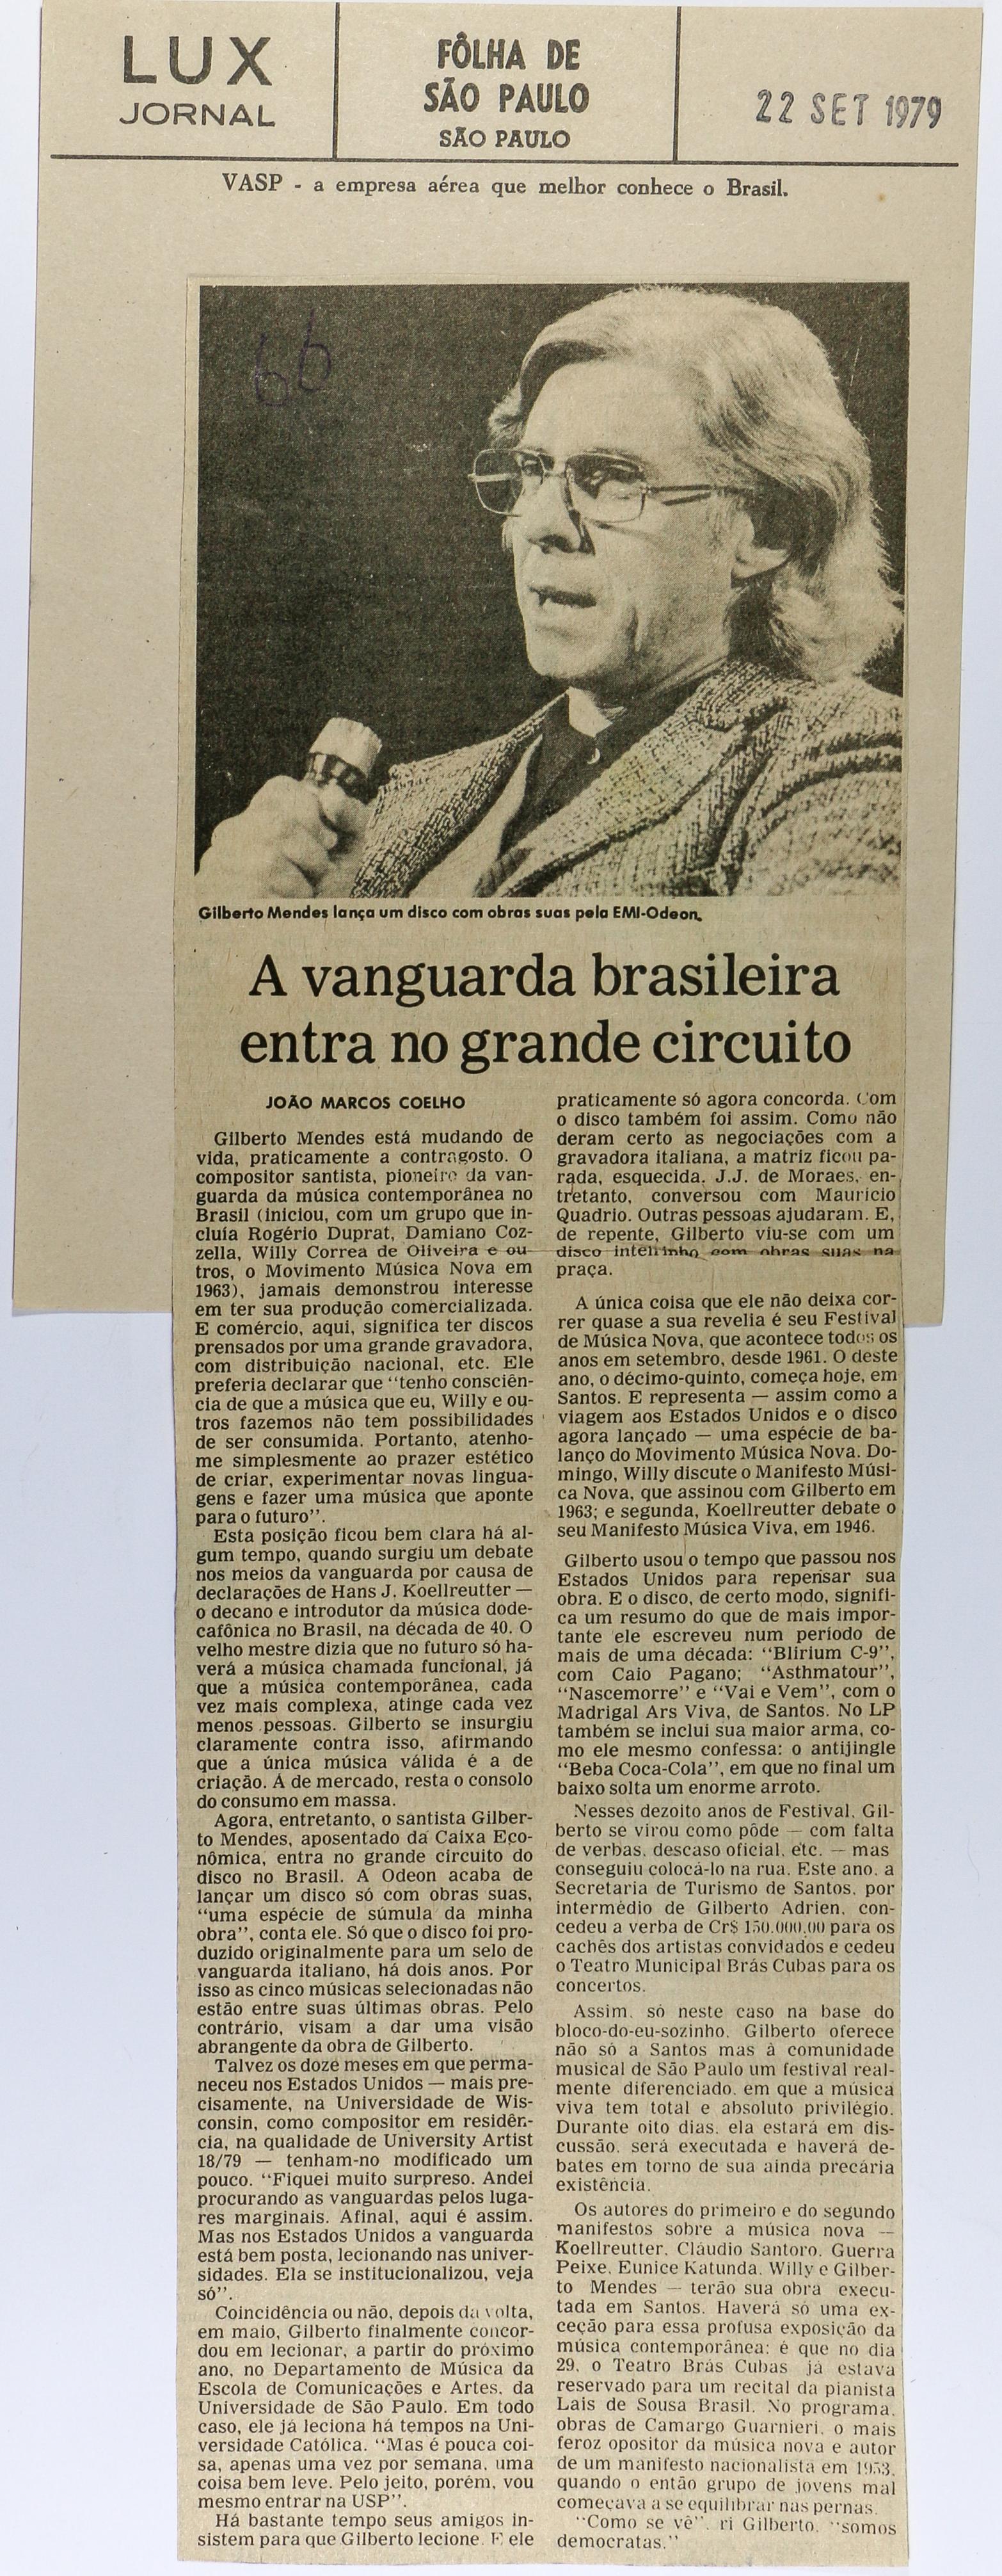 LUX
JORNAL
FÔLHA DE
SÃO PAULO
SÃO PAULO
22 SET 1979
VASP - a empresa aérea que melhor conhece o Brasil.
66
Gilberto Mendes lança um disco com obras suas pela EMI-Odeon.
A vanguarda brasileira
entra no grande circuito
JOÃO MARCOS COELHO
Gilberto Mendes está mudando de
vida, praticamente a contragosto. O
compositor santista, pioneiro da van-
guarda da música contemporânea no
Brasil (iniciou, com um grupo que in-
cluía Rogério Duprat, Damiano Coz-
zella, Willy Correa de Oliveira e ou-
tros, o Movimento Música Nova em
1963), jamais demonstrou interesse
em ter sua produção comercializada.
E comércio, aqui, significa ter discos
prensados por uma grande gravadora,
com distribuição nacional, etc. Ele
preferia declarar que "tenho consciên-
cia de que a música que eu, Willy e ou-
tros fazemos não tem possibilidades
de ser consumida. Portanto, atenho-
me simplesmente ao prazer estético
de criar, experimentar novas lingua-
gens e fazer uma música que aponte
para o futuro".
Esta posição ficou bem clara há al-
gum tempo, quando surgiu um debate
nos meios da vanguarda por causa de
declarações de Hans J. Koellreutter —
o decano e introdutor da música dode-
cafônica no Brasil, na década de 40. O
velho mestre dizia que no futuro só ha-
verá a música chamada funcional, já
que a música contemporânea, cada
vez mais complexa, atinge cada vez
menos pessoas. Gilberto se insurgiu
claramente contra isso, afirmando
que a única música válida é a de
criação. À de mercado, resta o consolo
do consumo em massa.
Agora, entretanto, o santista Gilber-
to Mendes, aposentado da Caixa Eco-
nômica, entra no grande circuito do
disco no Brasil. A Odeon acaba de
lançar um disco só com obras suas,
"uma espécie de súmula da minha
obra", conta ele. Só que o disco foi pro-
duzido originalmente para um selo de
vanguarda italiano, há dois anos. Por
isso as cinco músicas selecionadas não
estão entre suas últimas obras. Pelo
contrário, visam a dar uma visão
abrangente da obra de Gilberto.
Talvez os doze meses em que perma-
neceu nos Estados Unidos — mais pre-
cisamente, na Universidade de Wis-
consin, como compositor em residên-
cia, na qualidade de University Artist
18/79 — tenham-no modificado um
pouco. "Fiquei muito surpreso. Andei
procurando as vanguardas pelos luga-
res marginais. Afinal, aqui é assim.
Mas nos Estados Unidos a vanguarda
está bem posta, lecionando nas univer-
sidades. Ela se institucionalizou, veja
só".
Coincidência ou não, depois da volta,
em maio, Gilberto finalmente concor-
dou em lecionar, a partir do próximo
ano, no Departamento de Música da
Escola de Comunicações e Artes, da
Universidade de São Paulo. Em todo
caso, ele já leciona há tempos na Uni-
versidade Católica. "Mas é pouca coi-
sa, apenas uma vez por semana, uma
coisa bem leve. Pelo jeito, porém, vou
mesmo entrar na USP".
Há bastante tempo seus amigos in-
sistem para que Gilberto lecione. E ele
praticamente só agora concorda. Com
o disco também foi assim. Como não
deram certo as negociações com a
gravadora italiana, a matriz ficou pa-
rada, esquecida. J.J. de Moraes, en-
tretanto, conversou com Maurício
Quadrio. Outras pessoas ajudaram. E,
de repente, Gilberto viu-se com um
disco inteirinho com obras suas na
praça.
A única coisa que ele não deixa cor-
rer quase a sua revelia é seu Festival
de Música Nova, que acontece todos os
anos em setembro, desde 1961. O deste
ano, o décimo-quinto, começa hoje, em
Santos. E representa — assim como a
viagem aos Estados Unidos e o disco
agora lançado — uma espécie de ba-
lanço do Movimento Música Nova. Do-
mingo, Willy discute o Manifesto Músi-
ca Nova, que assinou com Gilberto em
1963; e segunda, Koellreutter debate o
seu Manifesto Música Viva, em 1946.
Gilberto usou o tempo que passou nos
Estados Unidos para repensar sua
obra. E o disco, de certo modo, signifi-
ca um resumo do que de mais impor-
tante ele escreveu num período de
mais de uma década: "Blirium C-9",
com Caio Pagano; "Asthmatour",
"Nascemorre" e "Vai e Vem", com o
Madrigal Ars Viva, de Santos. No LP
também se inclui sua maior arma, co-
mo ele mesmo confessa: o antijingle
"Beba Coca-Cola", em que no final um
baixo solta um enorme arroto.
Nesses dezoito anos de Festival, Gil-
berto se virou como pôde — com falta
de verbas, descaso oficial, etc. — mas
conseguiu colocá-lo na rua. Este ano, a
Secretaria de Turismo de Santos, por
intermédio de Gilberto Adrien, con-
cedeu a verba de Cr$ 150.000,00 para os
cachês dos artistas convidados e cedeu
o Teatro Municipal Brás Cubas para os
concertos.
Assim, só neste caso na base do
bloco-do-eu-sozinho, Gilberto oferece
não só a Santos mas à comunidade
musical de São Paulo um festival real-
mente diferenciado, em que a música
viva tem total e absoluto privilégio.
Durante oito dias, ela estará em dis-
cussão, será executada e haverá de-
bates em torno de sua ainda precária
existência.
Os autores do primeiro e do segundo
manifestos sobre a música nova —
Koellreutter, Cláudio Santoro, Guerra
Peixe, Eunice Katunda, Willy e Gilber-
to Mendes — terão sua obra execu-
tada em Santos. Haverá só uma ex-
ceção para essa profusa exposição da
música contemporânea: é que no dia
29, o Teatro Brás Cubas já estava
reservado para um recital da pianista
Lais de Sousa Brasil. No programa,
obras de Camargo Guarnieri, o mais
feroz opositor da música nova e autor
de um manifesto nacionalista em 1953,
quando o então grupo de jovens mal
começava a se equilibrar nas pernas.
"Como se vê", ri Gilberto, "somos
democratas."